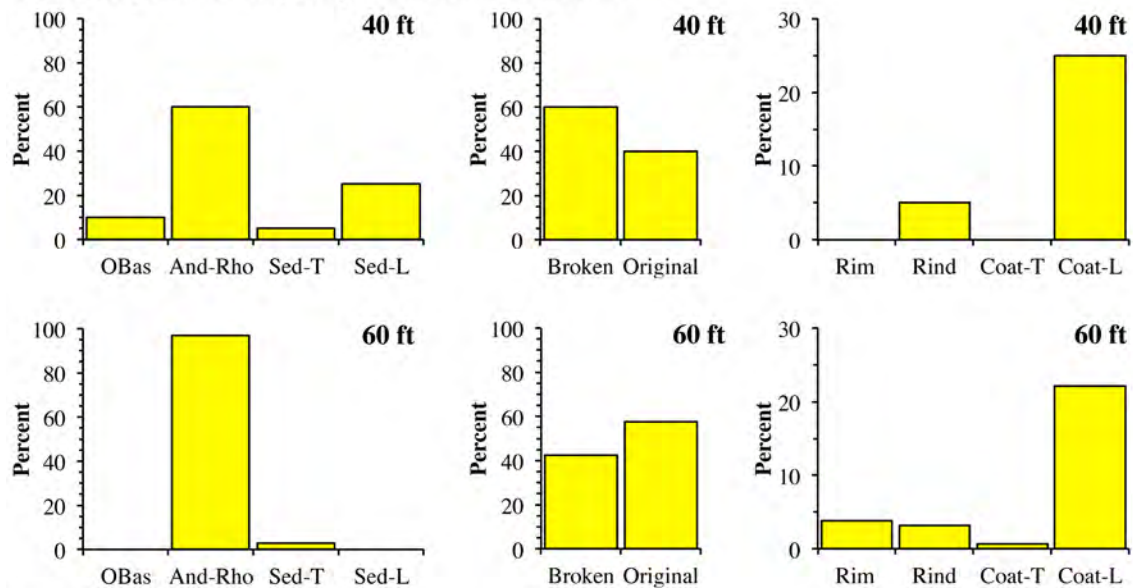 100
80
60
40
20
0
Percent
40 ft
OBas And-Rho Sed-T Sed-L
100
80
60
40
20
0
Percent
40 ft
Broken Original
30
20
10
0
Percent
40 ft
Rim Rind Coat-T Coat-L
100
80
60
40
20
0
Percent
60 ft
OBas And-Rho Sed-T Sed-L
100
80
60
40
20
0
Percent
60 ft
Broken Original
30
20
10
0
Percent
60 ft
Rim Rind Coat-T Coat-L